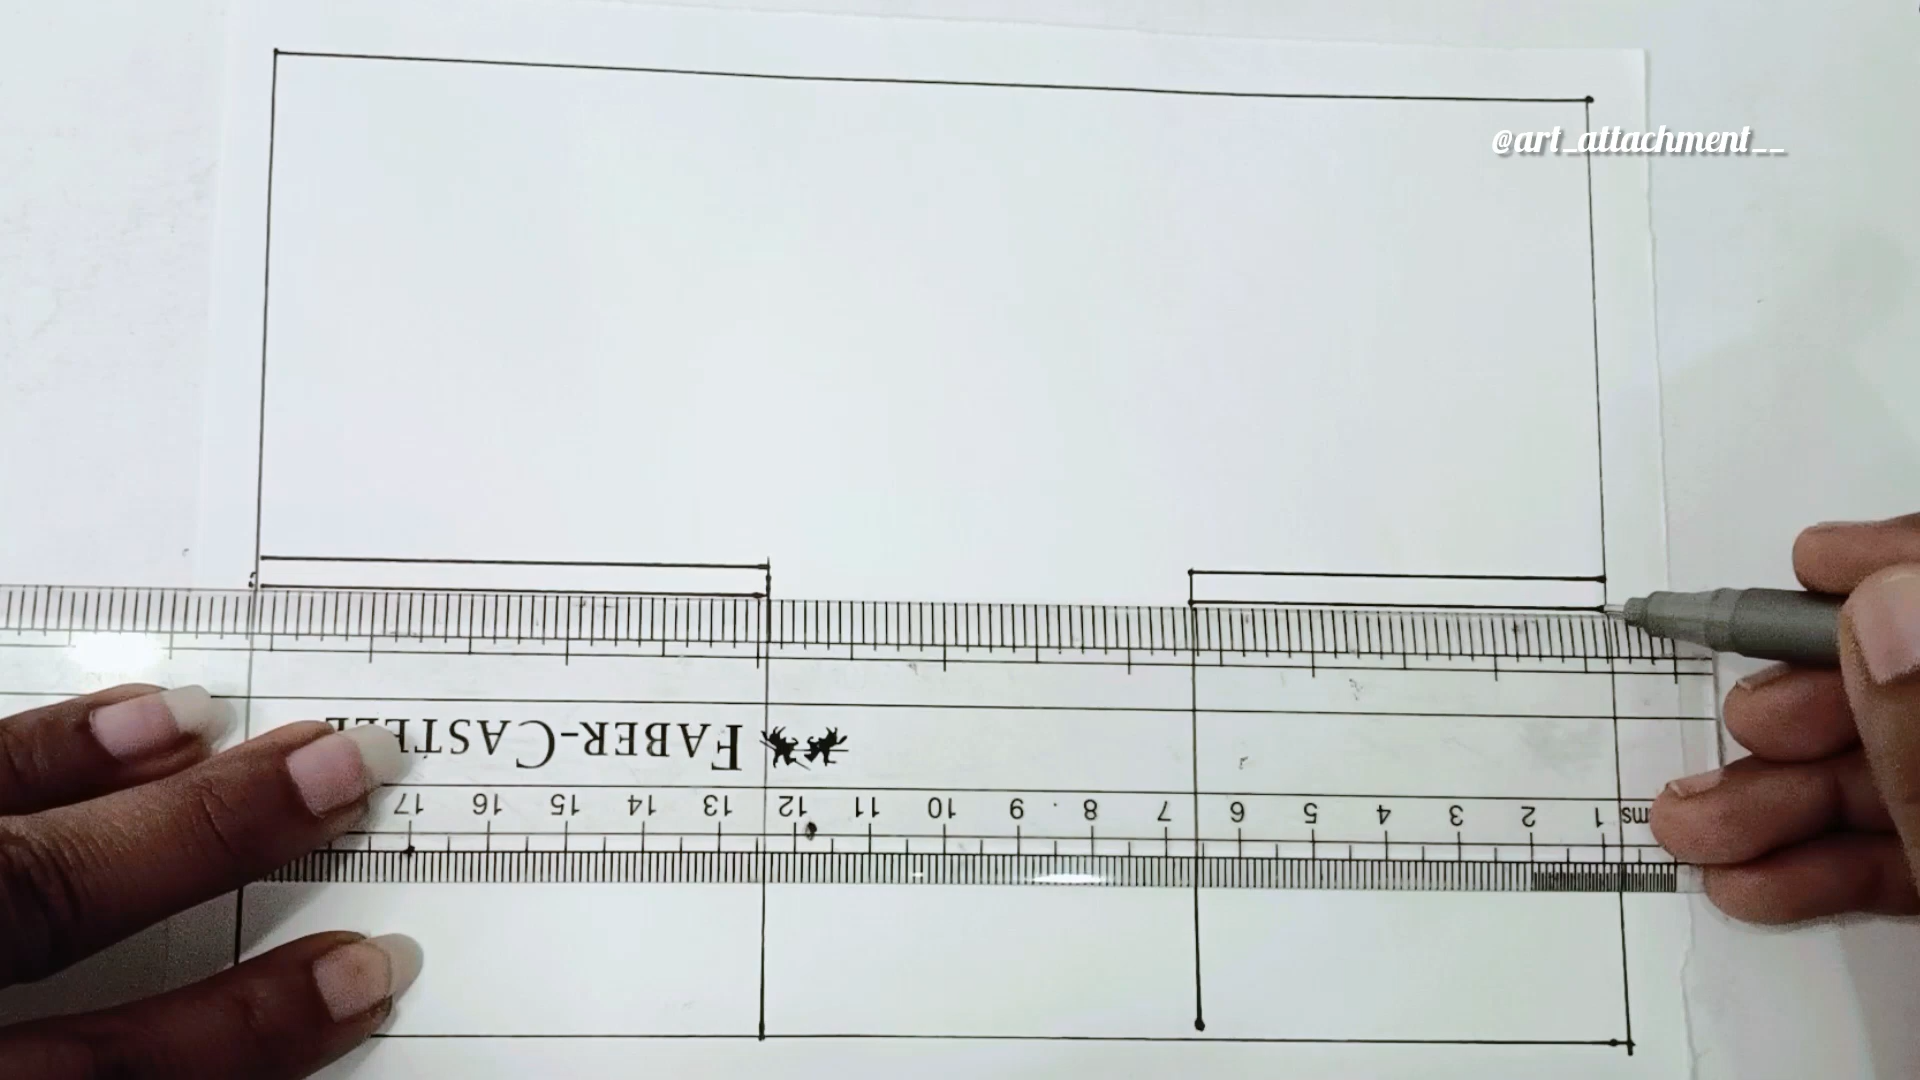 @art_attachment__
FABER-CASTELL
17 16 15 14 13 12 11 10 9 8 7 6 5 4 3 2 1 ms